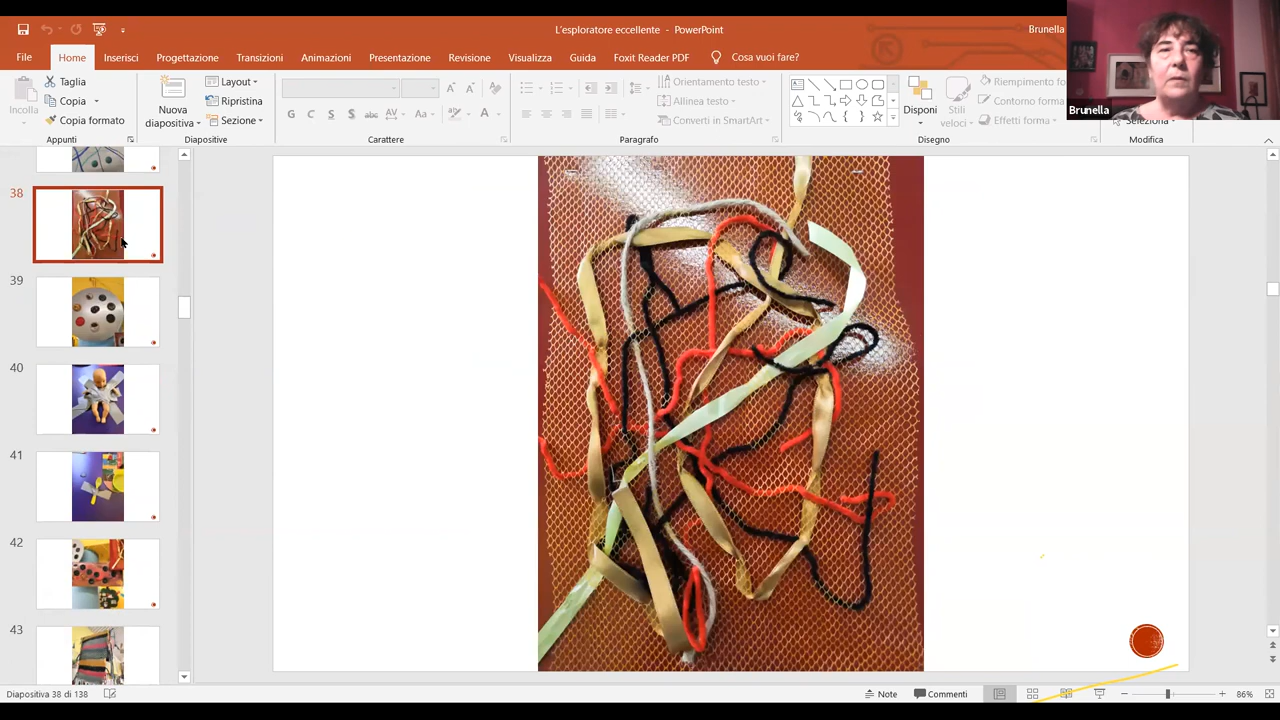 L'esploratore eccellente - PowerPoint
Brunella
File Home Inserisci Progettazione Transizioni Animazioni Presentazione Revisione Visualizza Guida Foxit Reader PDF Cosa vuoi fare?
Incolla
Taglia
Copia
Copia formato
Appunti
Nuova diapositiva
Layout
Ripristina
Sezione
Diapositive
G C S S abc AV Aa A
Carattere
Orientamento testo
Allinea testo
Converti in SmartArt
Paragrafo
Disponi
Stili veloci
Riempimento
Contorno forma
Effetti forma
Disegno
Seleziona
Modifica
Brunella
38
39
40
41
42
43
Diapositiva 38 di 138
Note
Commenti
86%